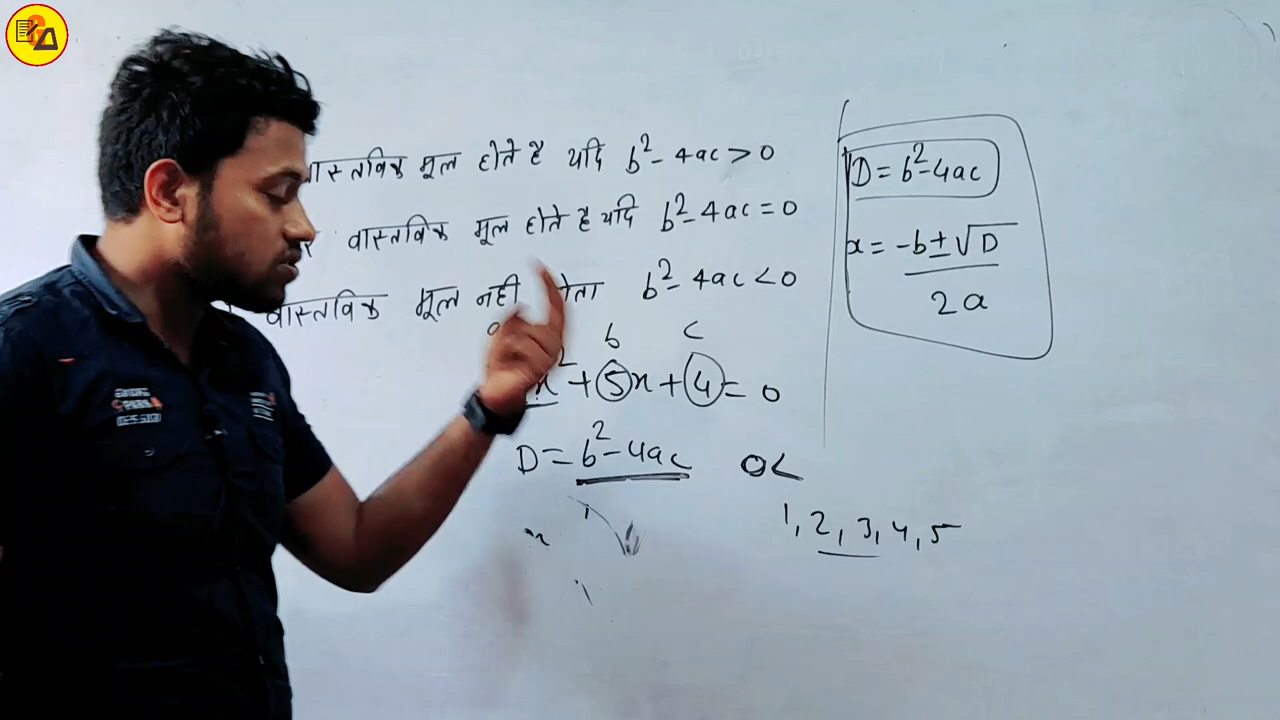 वास्तविक मूल होते है यदि b²- 4ac > 0
वास्तविक मूल होते है यदि b²- 4ac = 0
वास्तविक मूल नही b²- 4ac < 0
b c
x² + 5x + 4 = 0
D = b²- 4ac 0<
1, 2, 3, 4, 5
D = b²- 4ac
x = -b ± √D
2a